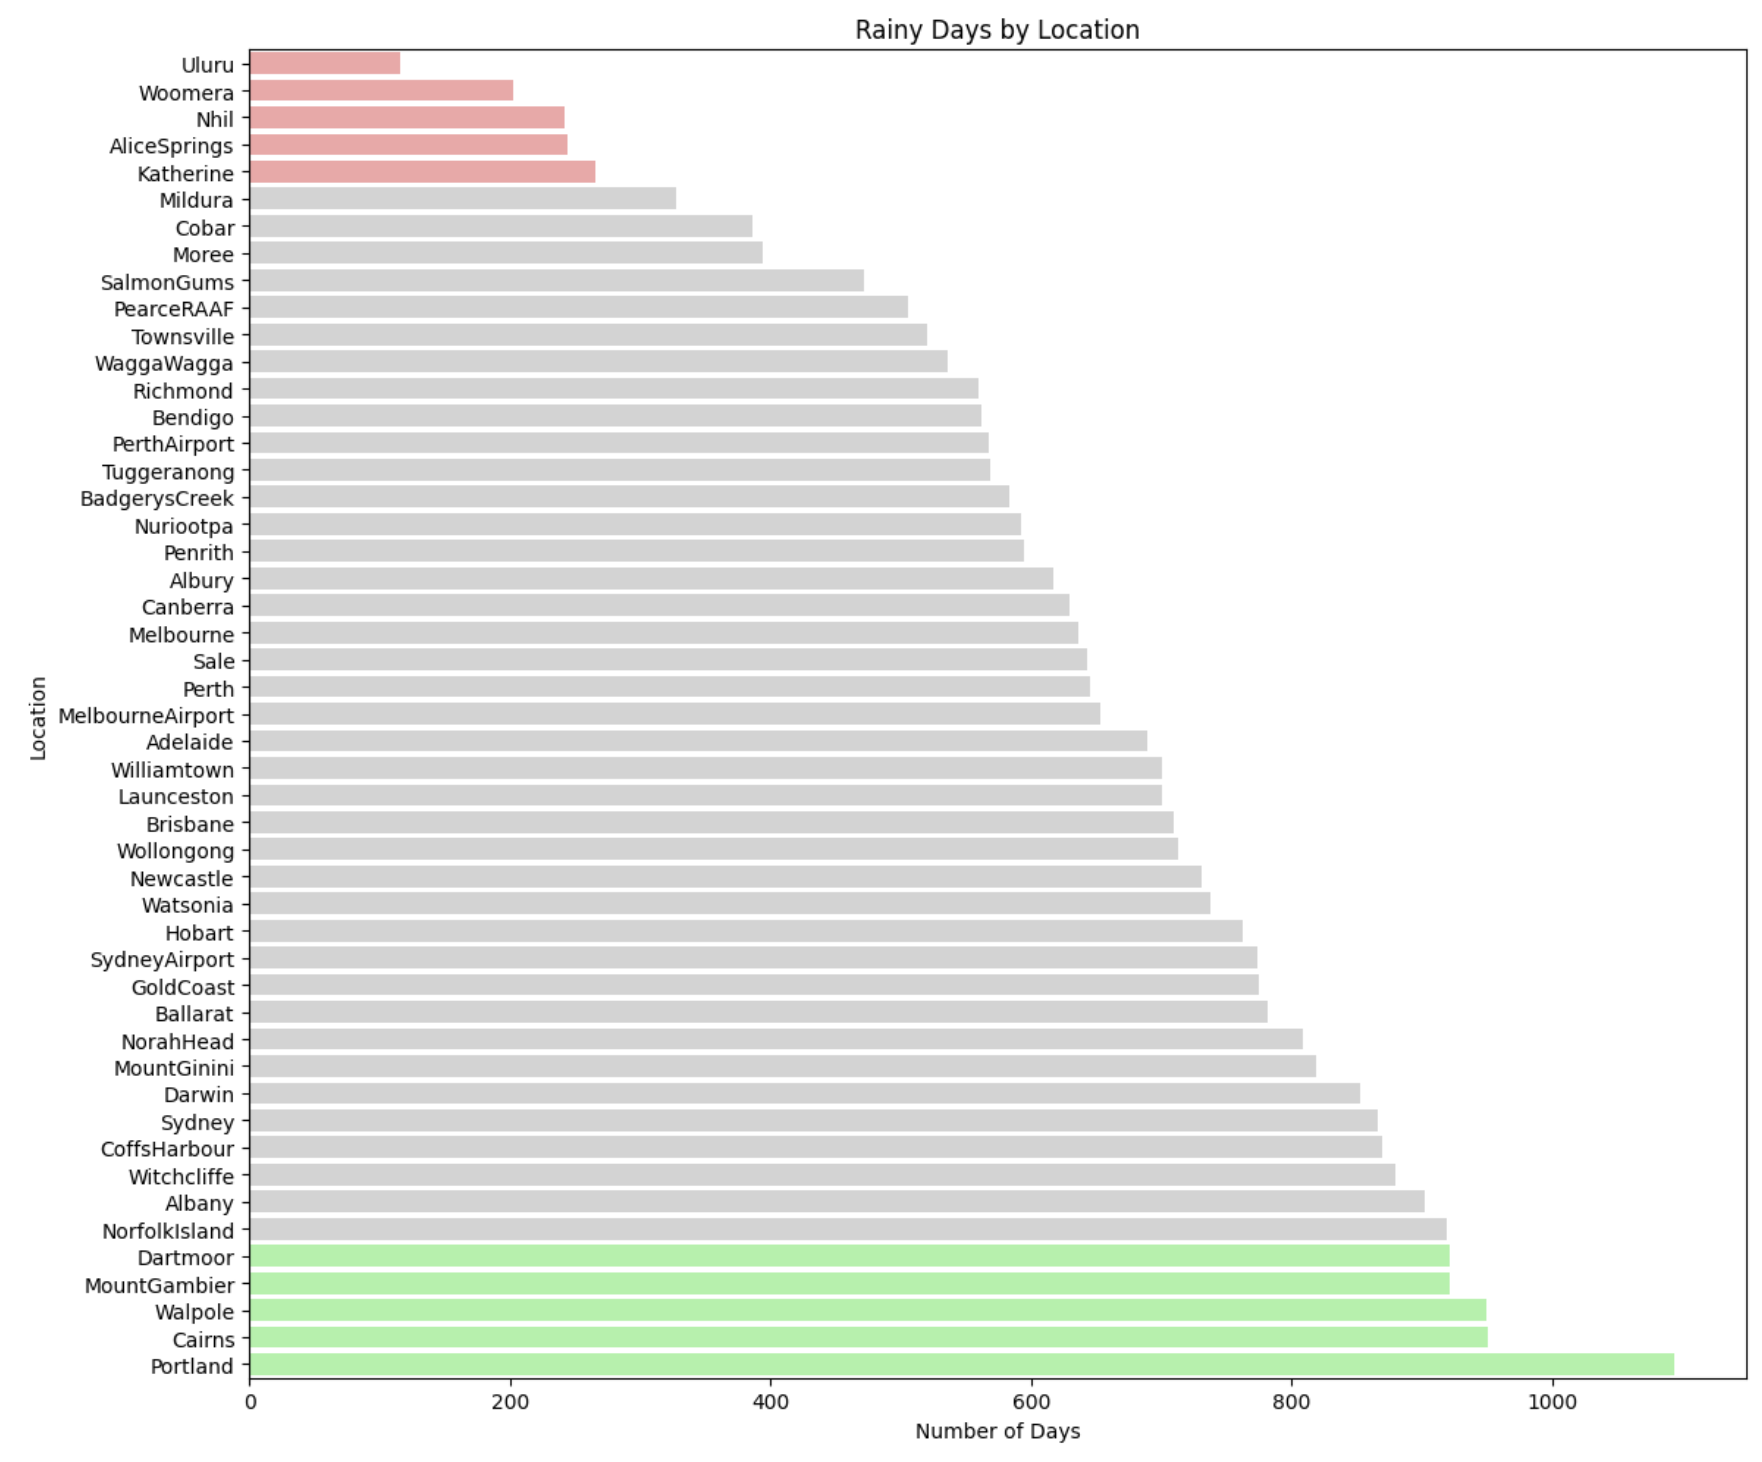 Rainy Days by Location
Uluru
Woomera
Nhil
AliceSprings
Katherine
Mildura
Cobar
Moree
SalmonGums
PearceRAAF
Townsville
WaggaWagga
Richmond
Bendigo
PerthAirport
Tuggeranong
BadgerysCreek
Nuriootpa
Penrith
Albury
Canberra
Melbourne
Sale
Perth
MelbourneAirport
Adelaide
Williamtown
Launceston
Brisbane
Wollongong
Newcastle
Watsonia
Hobart
SydneyAirport
GoldCoast
Ballarat
NorahHead
MountGinini
Darwin
Sydney
CoffsHarbour
Witchcliffe
Albany
NorfolkIsland
Dartmoor
MountGambier
Walpole
Cairns
Portland
Location
0 200 400 600 800 1000
Number of Days